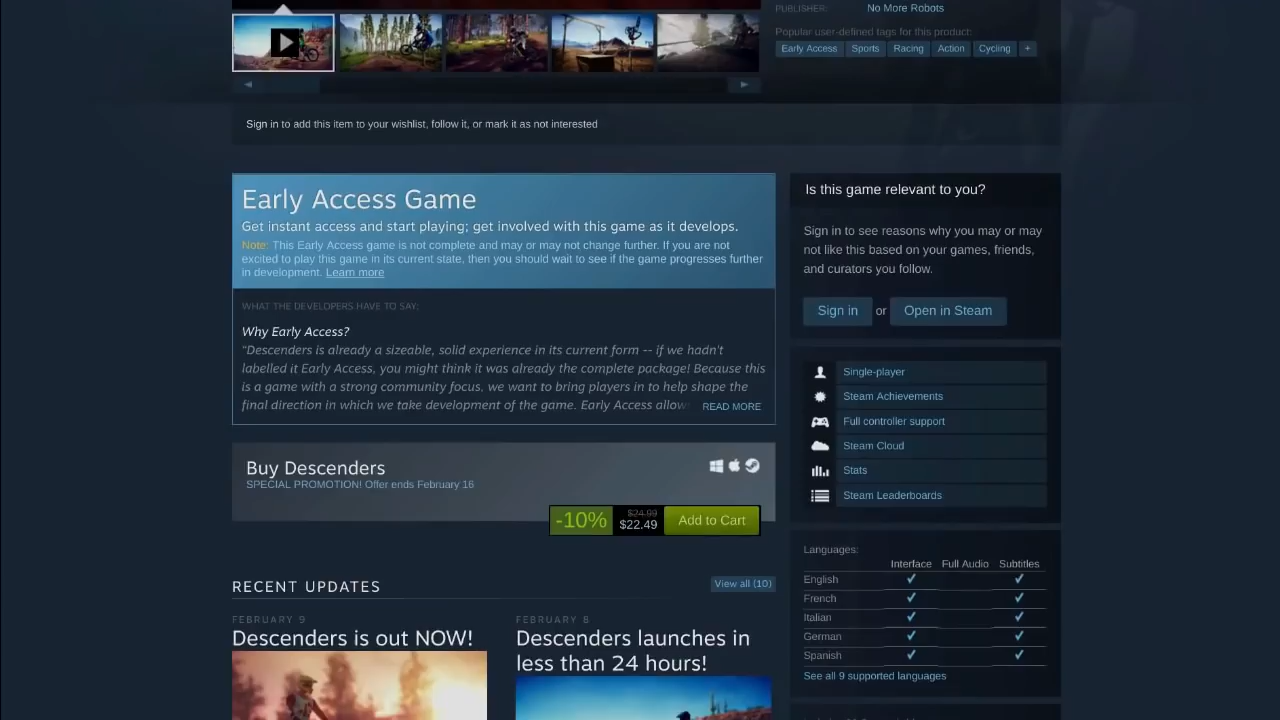 PUBLISHER: No More Robots
Popular user-defined tags for this product:
Early Access Sports Racing Action Cycling +
Sign in to add this item to your wishlist, follow it, or mark it as not interested
Early Access Game
Get instant access and start playing; get involved with this game as it develops.
Note: This Early Access game is not complete and may or may not change further. If you are not
excited to play this game in its current state, then you should wait to see if the game progresses further
in development. Learn more
WHAT THE DEVELOPERS HAVE TO SAY:
Why Early Access?
"Descenders is already a sizeable, solid experience in its current form -- if we hadn't
labelled it Early Access, you might think it was already the complete package! Because this
is a game with a strong community focus, we want to bring players in to help shape the
final direction in which we take development of the game. Early Access allow READ MORE
Buy Descenders
SPECIAL PROMOTION! Offer ends February 16
-10% $24.99 $22.49 Add to Cart
RECENT UPDATES View all (10)
FEBRUARY 9
Descenders is out NOW!
FEBRUARY 8
Descenders launches in
less than 24 hours!
Is this game relevant to you?
Sign in to see reasons why you may or may
not like this based on your games, friends,
and curators you follow.
Sign in or Open in Steam
Single-player
Steam Achievements
Full controller support
Steam Cloud
Stats
Steam Leaderboards
Languages:
Interface Full Audio Subtitles
English ✔ ✔
French ✔ ✔
Italian ✔ ✔
German ✔ ✔
Spanish ✔ ✔
See all 9 supported languages